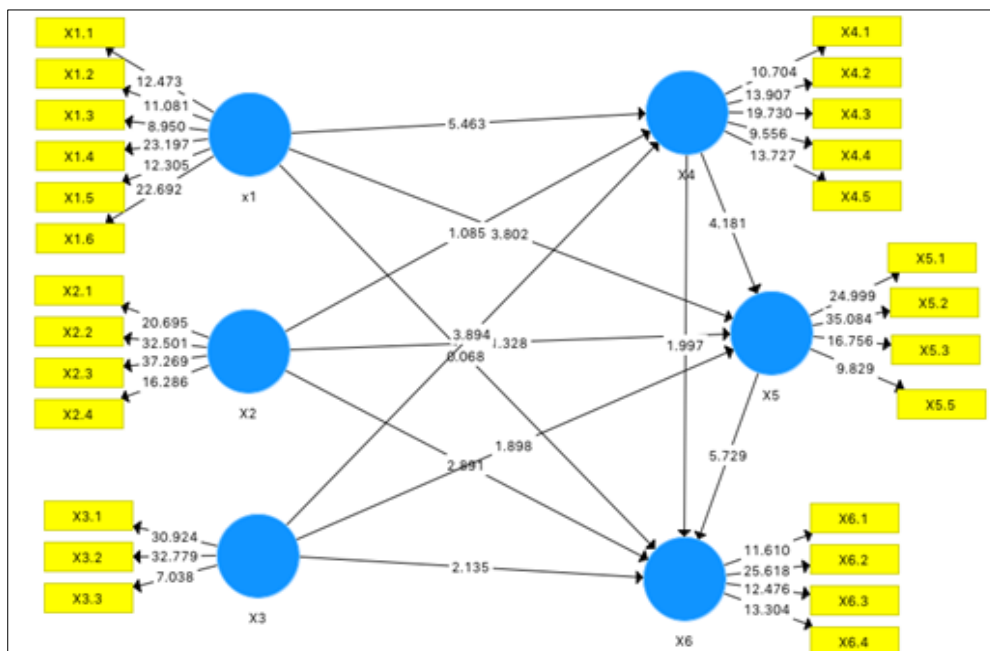 X1.1
X1.2
X1.3
X1.4
X1.5
X1.6
12.473
11.081
8.950
23.197
12.305
22.692
x1
X2.1
X2.2
X2.3
X2.4
20.695
32.501
37.269
16.286
X2
X3.1
X3.2
X3.3
30.924
32.779
7.038
X3
5.463
1.085
3.802
3.894
1.328
0.068
1.898
2.891
2.135
1.997
4.181
5.729
X4
10.704
13.907
19.730
9.556
13.727
X4.1
X4.2
X4.3
X4.4
X4.5
X5
24.999
35.084
16.756
9.829
X5.1
X5.2
X5.3
X5.5
X6
11.610
25.618
12.476
13.304
X6.1
X6.2
X6.3
X6.4